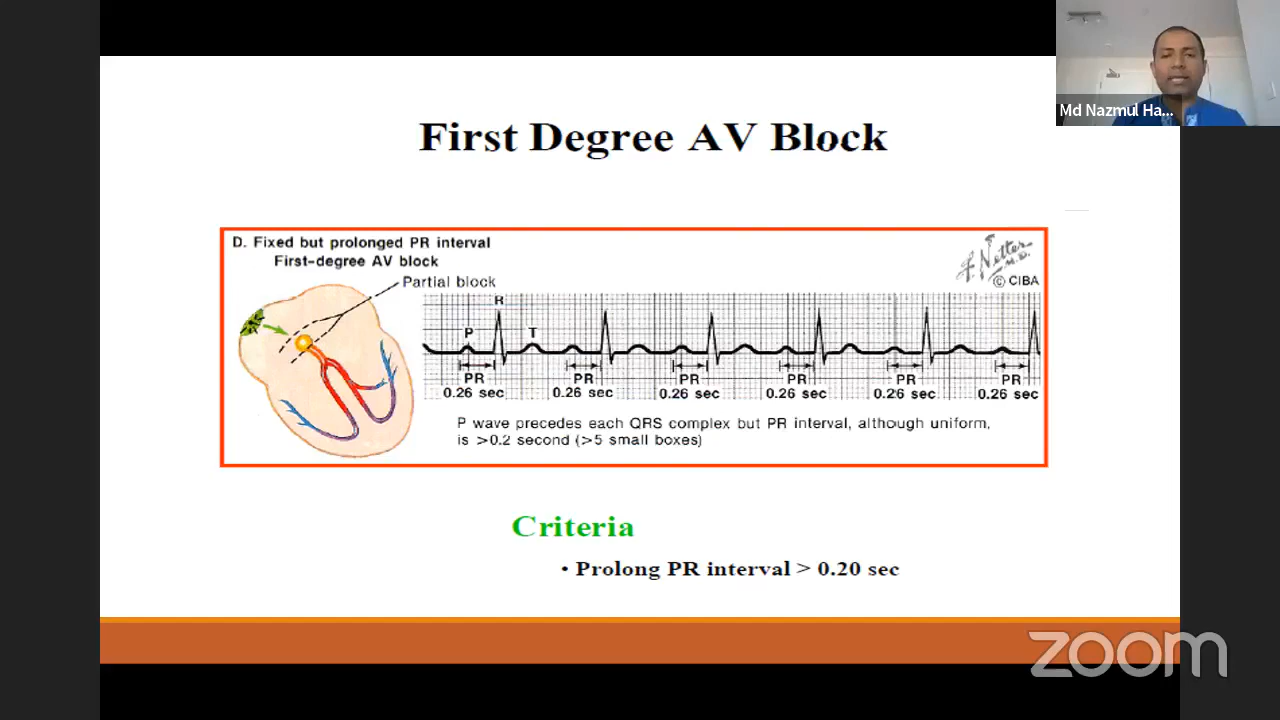 Md Nazmul Ha...
First Degree AV Block
D. Fixed but prolonged PR interval
First-degree AV block
Partial block
F. Netter
M.D.
© CIBA
R
P
T
PR
PR
PR
PR
PR
PR
0.26 sec
0.26 sec
0.26 sec
0.26 sec
0.26 sec
0.26 sec
P wave precedes each QRS complex but PR interval, although uniform,
is >0.2 second (>5 small boxes)
Criteria
• Prolong PR interval > 0.20 sec
zoom